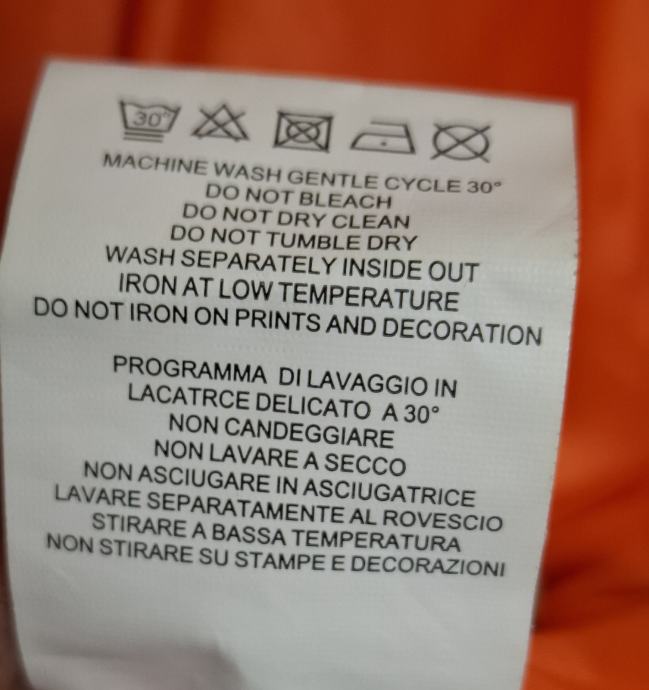 30°
MACHINE WASH GENTLE CYCLE 30°
DO NOT BLEACH
DO NOT DRY CLEAN
DO NOT TUMBLE DRY
WASH SEPARATELY INSIDE OUT
IRON AT LOW TEMPERATURE
DO NOT IRON ON PRINTS AND DECORATION
PROGRAMMA DI LAVAGGIO IN
LACATRCE DELICATO A 30°
NON CANDEGGIARE
NON LAVARE A SECCO
NON ASCIUGARE IN ASCIUGATRICE
LAVARE SEPARATAMENTE AL ROVESCIO
STIRARE A BASSA TEMPERATURA
NON STIRARE SU STAMPE E DECORAZIONI